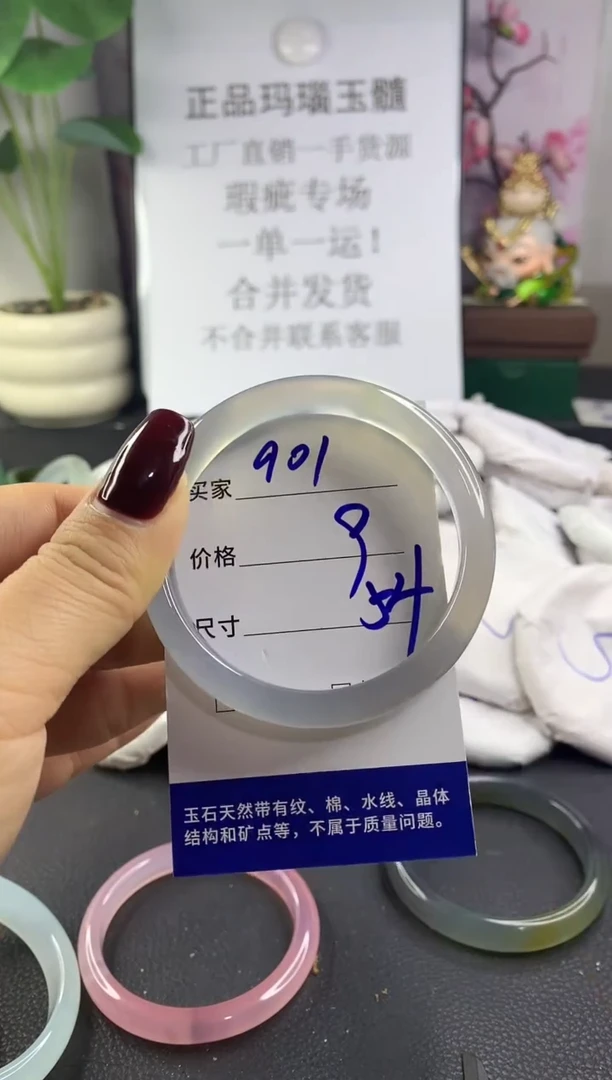 正品玛瑙玉髓
工厂直销一手货源
瑕疵专场
一单一运!
合并发货
不合并联系客服
买家 901
价格 9
尺寸 54
玉石天然带有纹、棉、水线、晶体
结构和矿点等，不属于质量问题。